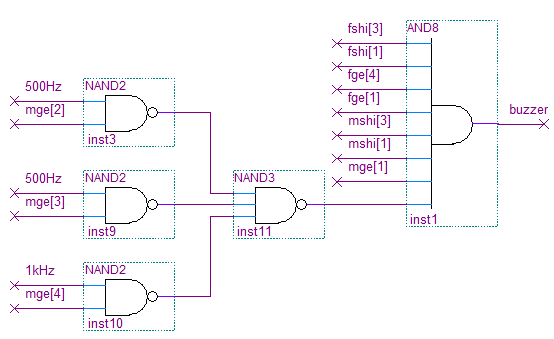 500Hz
mge[2]
NAND2
inst3
500Hz
mge[3]
NAND2
inst9
1kHz
mge[4]
NAND2
inst10
NAND3
inst11
fshi[3]
fshi[1]
fge[4]
fge[1]
mshi[3]
mshi[1]
mge[1]
AND8
inst1
buzzer